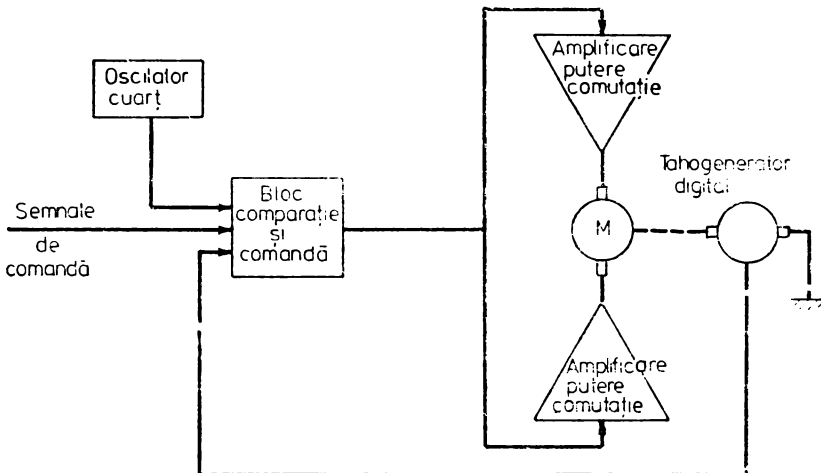 Amplificare
putere
comutație
Oscilator
cuarț
Tahogenerator
digital
Bloc
comparație
și
comandă
Semnale
de
comandă
M
Amplificare
putere
comutație